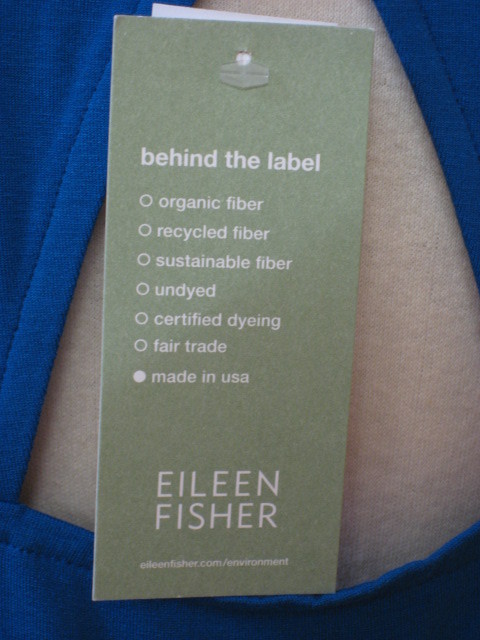 behind the label
organic fiber
recycled fiber
sustainable fiber
undyed
certified dyeing
fair trade
made in usa
EILEEN
FISHER
eileenfisher.com/environment